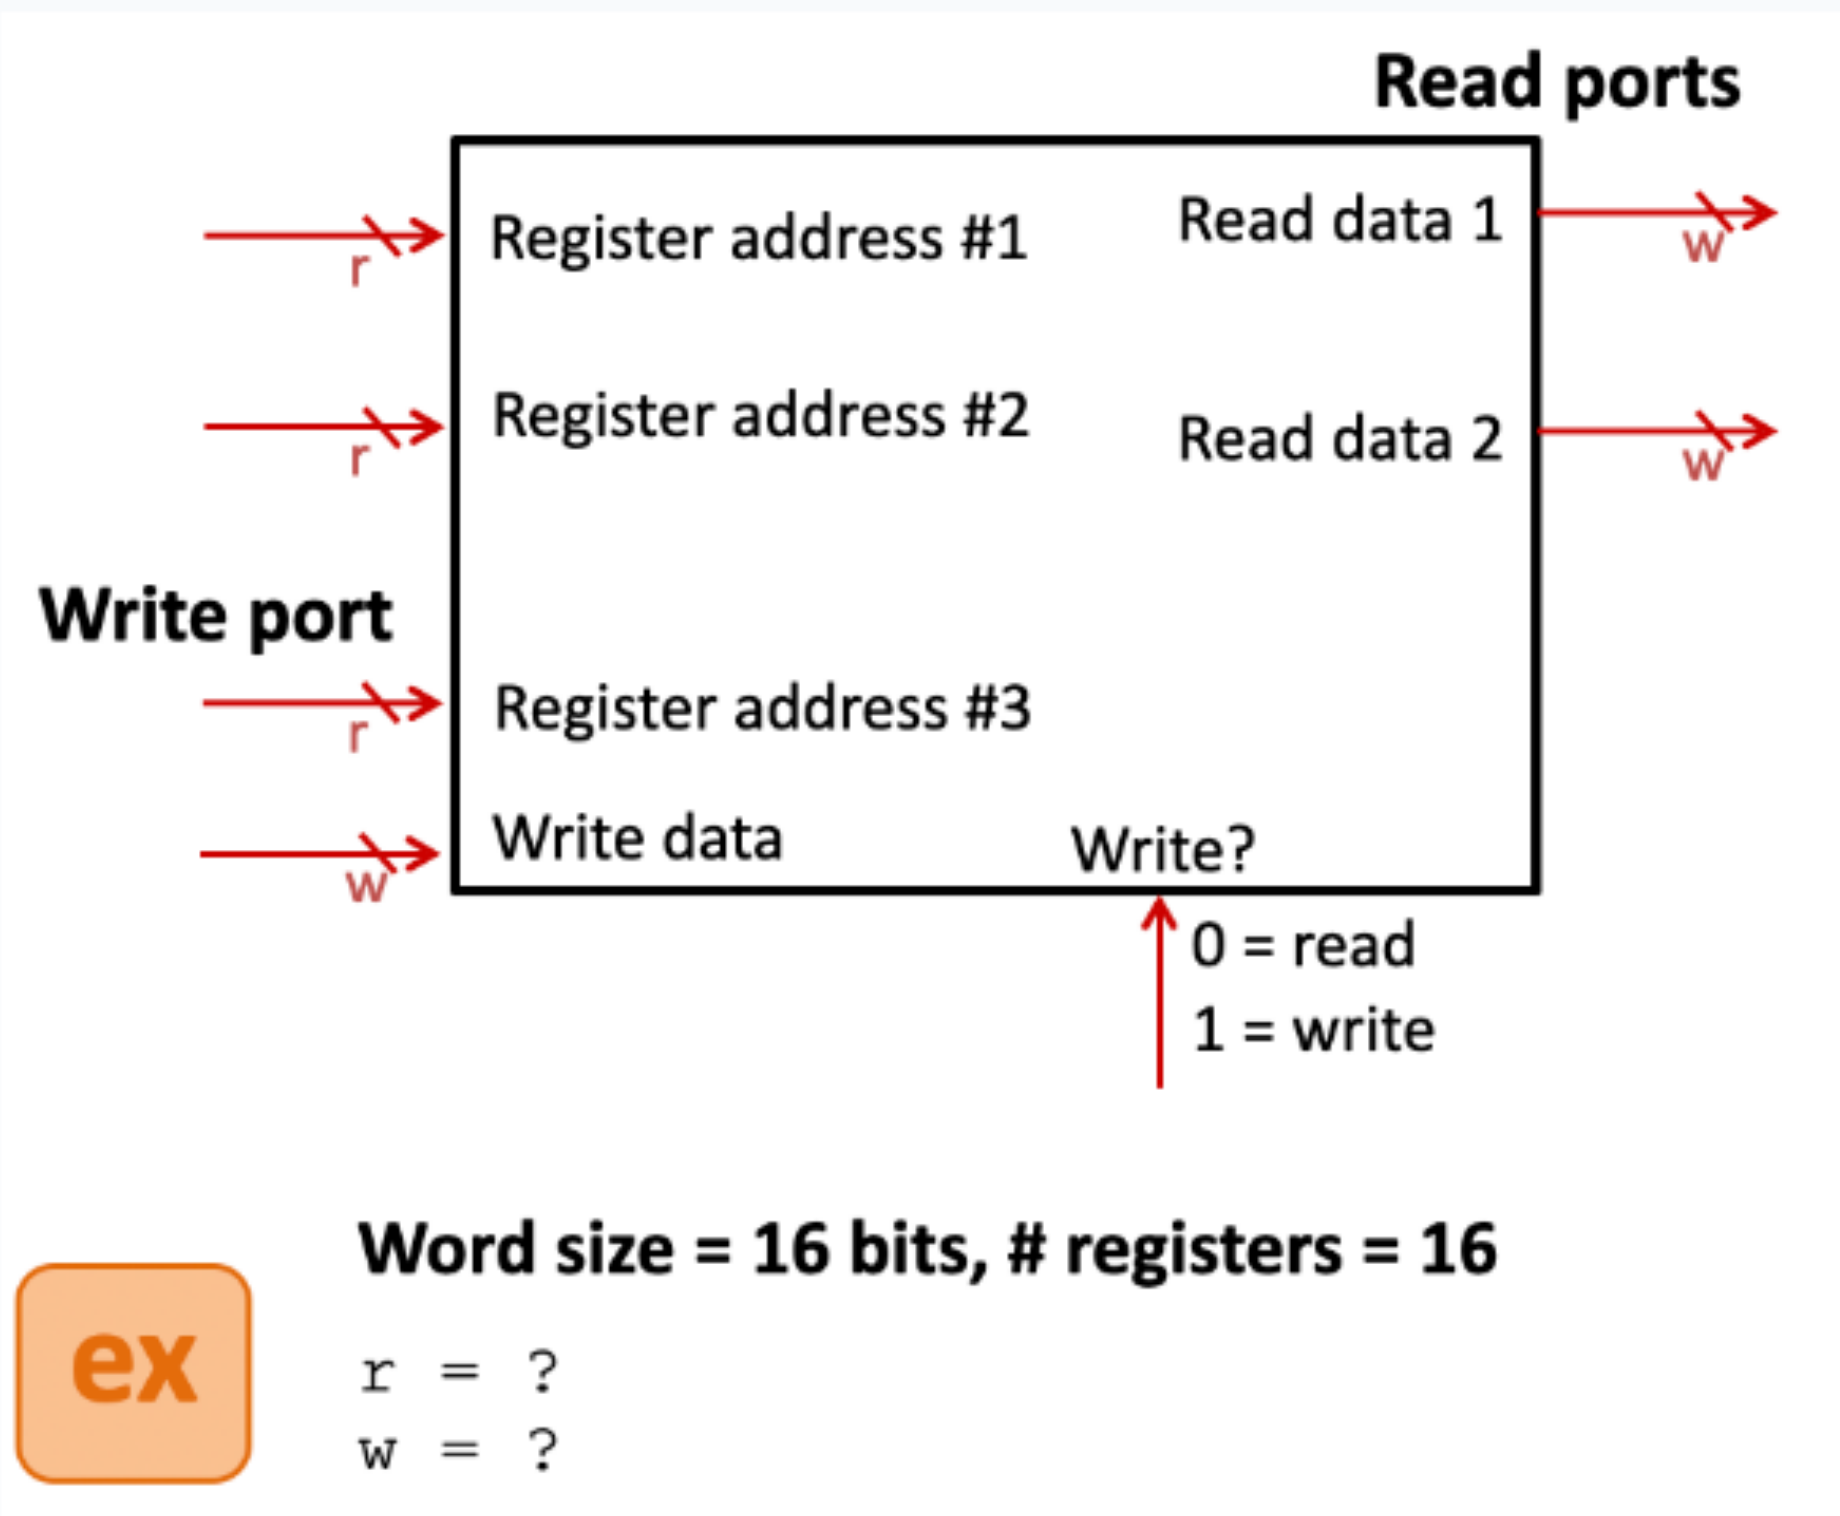 Read ports
Register address #1
Read data 1
r
w
Register address #2
Read data 2
r
w
Write port
Register address #3
r
Write data
Write?
w
0 = read
1 = write
Word size = 16 bits, # registers = 16
ex
r = ?
w = ?